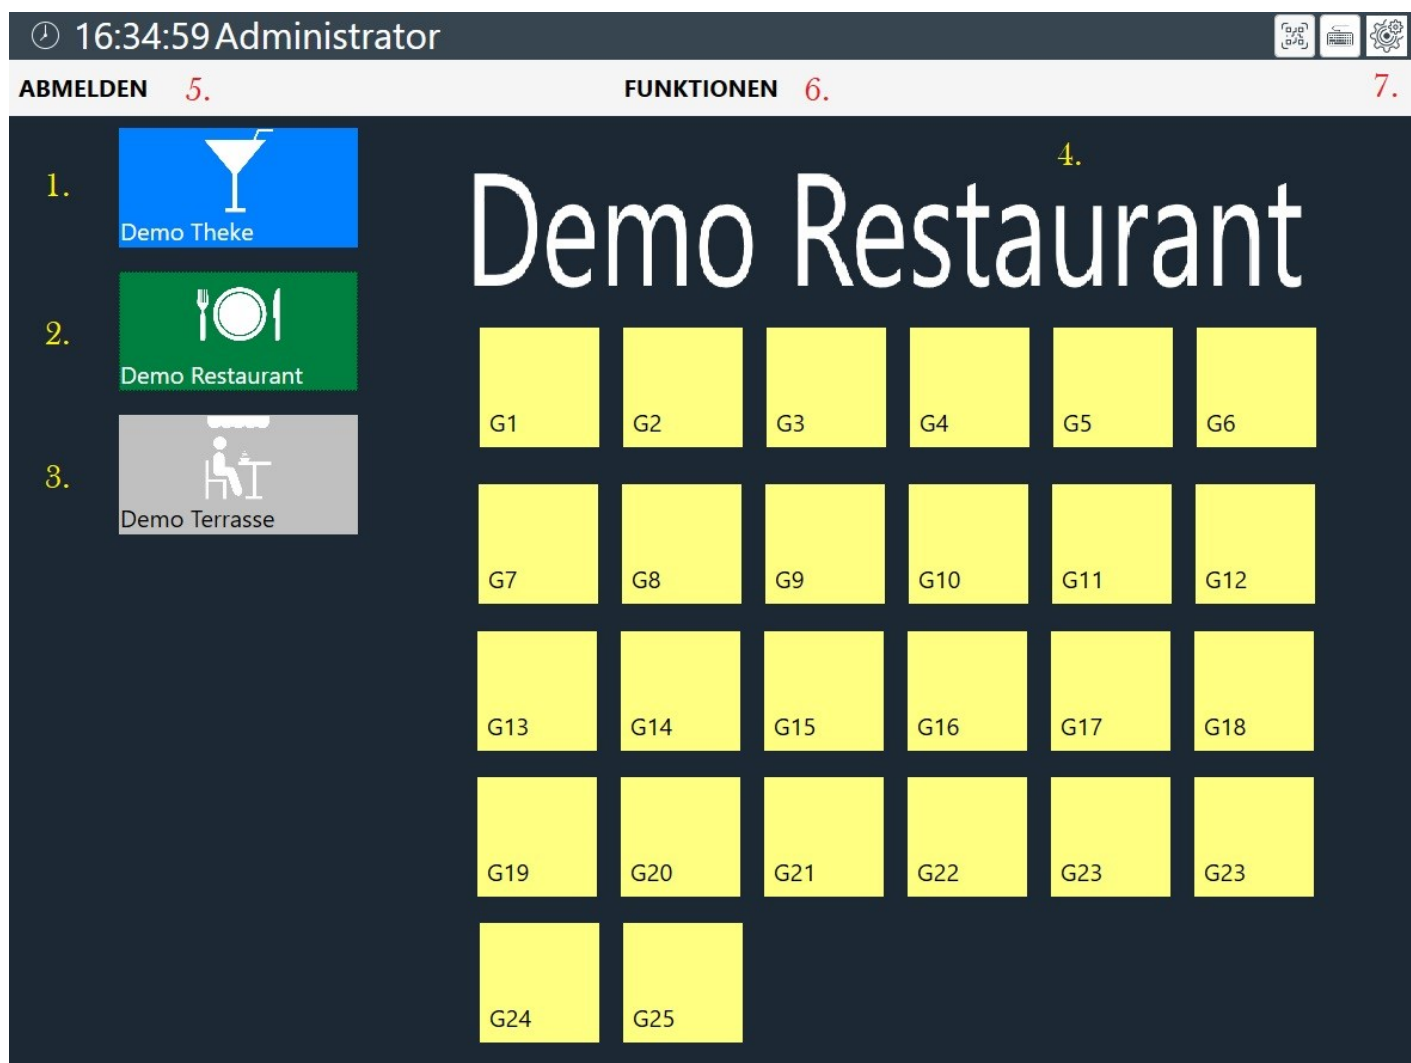 16:34:59 Administrator
ABMELDEN 5. FUNKTIONEN 6. 7.
1. Demo Theke
2. Demo Restaurant
3. Demo Terrasse
4.
Demo Restaurant
G1 G2 G3 G4 G5 G6
G7 G8 G9 G10 G11 G12
G13 G14 G15 G16 G17 G18
G19 G20 G21 G22 G23 G23
G24 G25